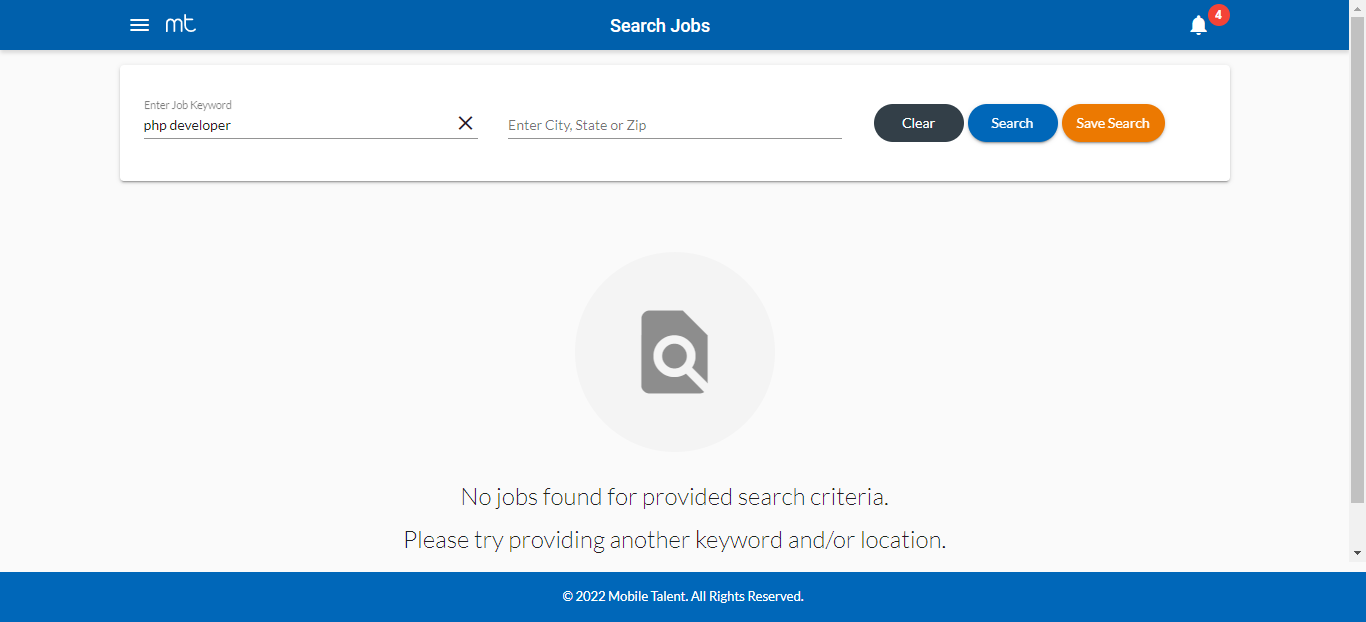 mt
Search Jobs
4
Enter Job Keyword
php developer
Enter City, State or Zip
Clear
Search
Save Search
No jobs found for provided search criteria.
Please try providing another keyword and/or location.
© 2022 Mobile Talent. All Rights Reserved.